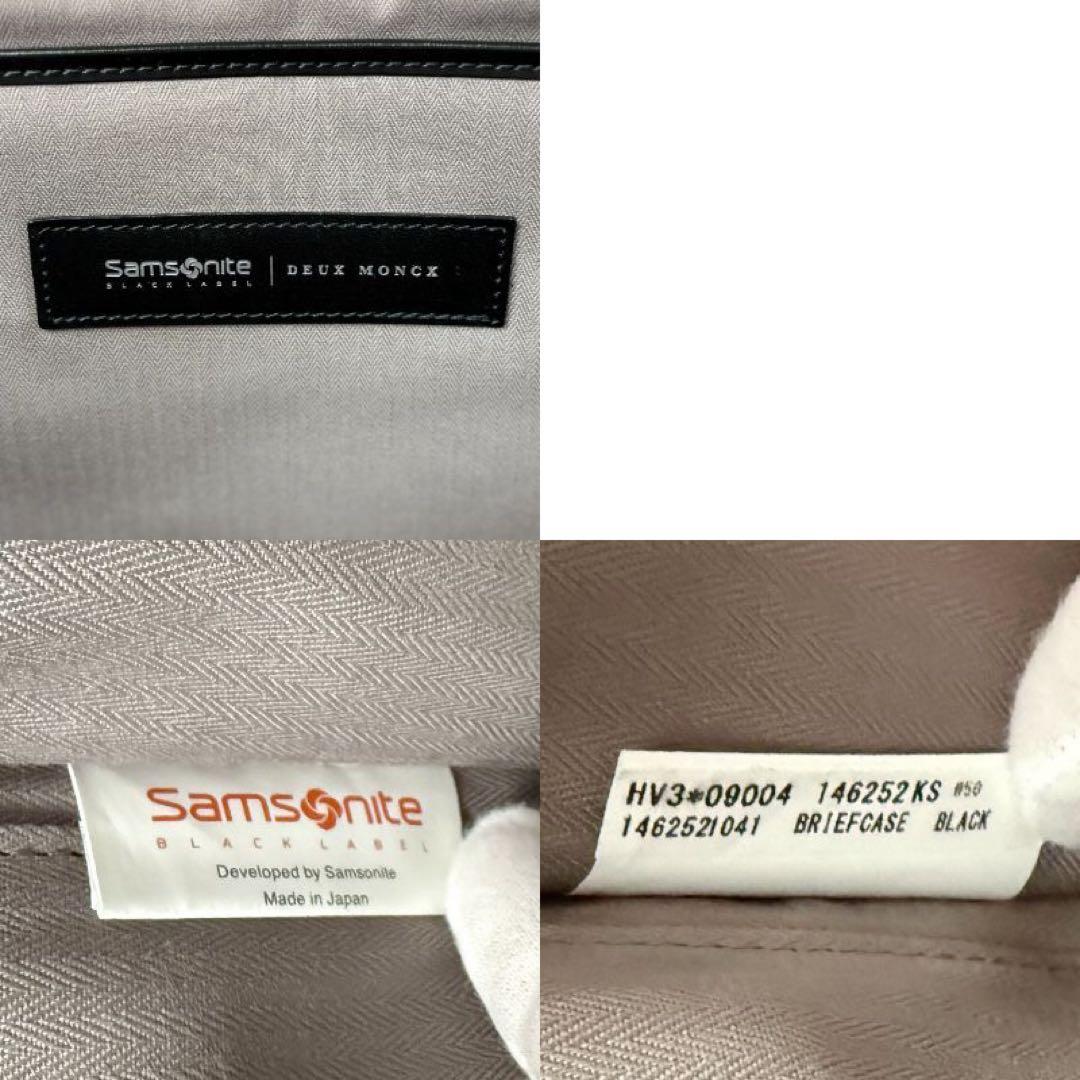 Samsonite | DEUX MONCX
BLACK LABEL
Samsonite
BLACK LABEL
Developed by Samsonite
Made in Japan
HV3*09004 146252KS #50
1462521041 BRIEFCASE BLACK